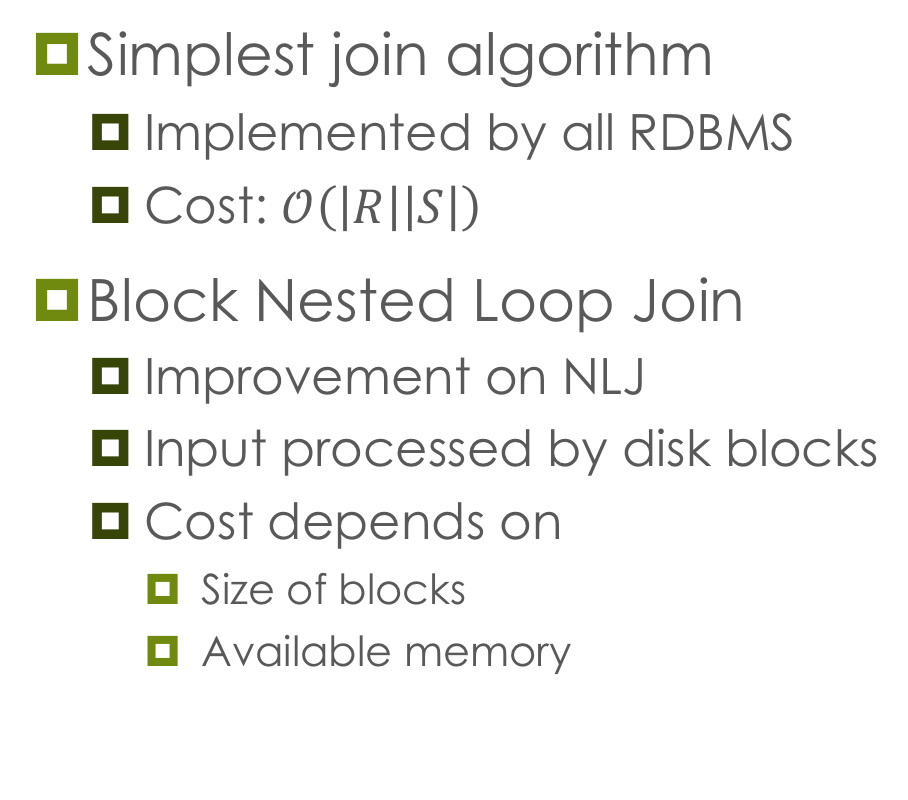 Simplest join algorithm
Implemented by all RDBMS
Cost: 𝒪(|R||S|)
Block Nested Loop Join
Improvement on NLJ
Input processed by disk blocks
Cost depends on
Size of blocks
Available memory